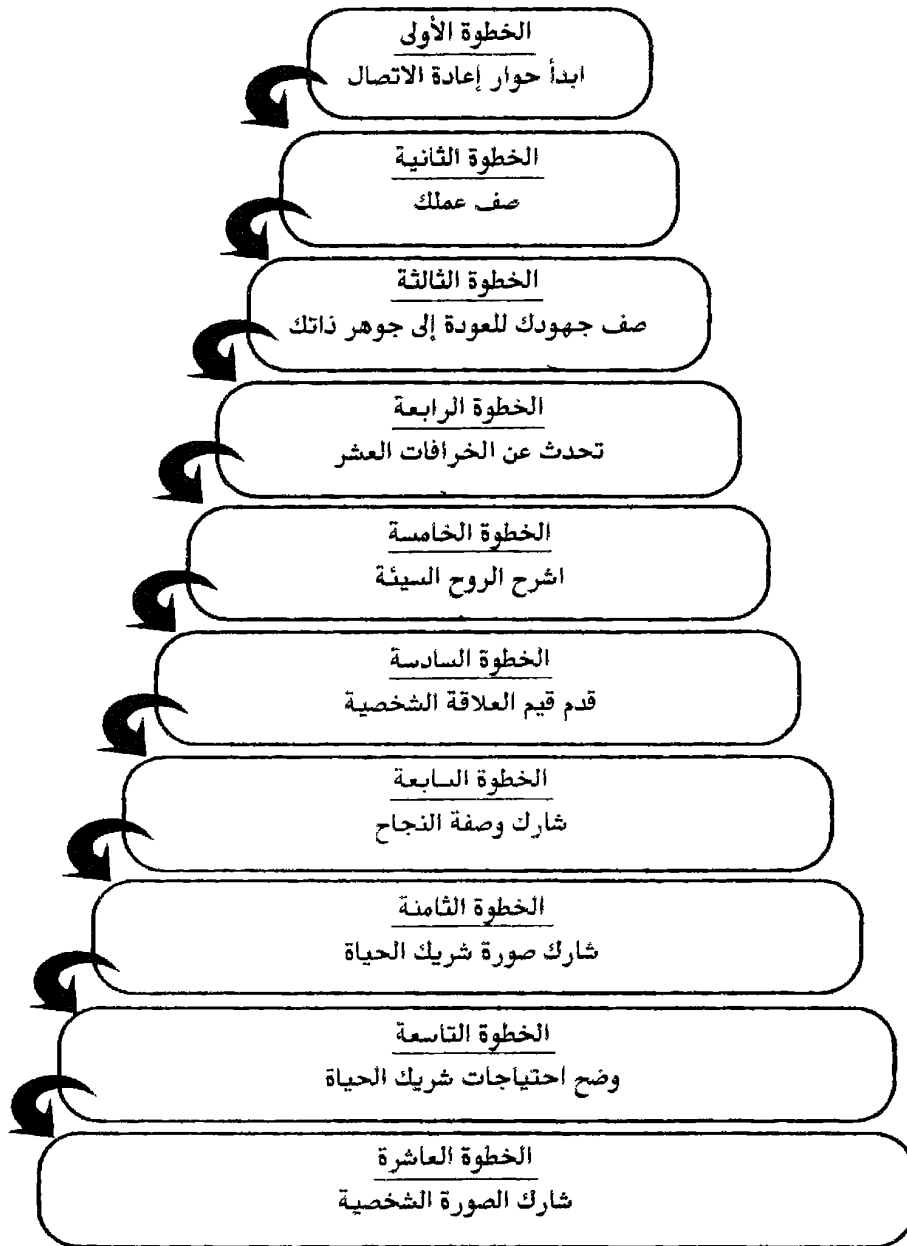 الخطوة الأولى
ابدأ حوار إعادة الاتصال
الخطوة الثانية
صف عملك
الخطوة الثالثة
صف جهودك للعودة إلى جوهر ذاتك
الخطوة الرابعة
تحدث عن الخرافات العشر
الخطوة الخامسة
اشرح الروح السيئة
الخطوة السادسة
قدم قيم العلاقة الشخصية
الخطوة السابعة
شارك وصفة النجاح
الخطوة الثامنة
شارك صورة شريك الحياة
الخطوة التاسعة
وضح احتياجات شريك الحياة
الخطوة العاشرة
شارك الصورة الشخصية